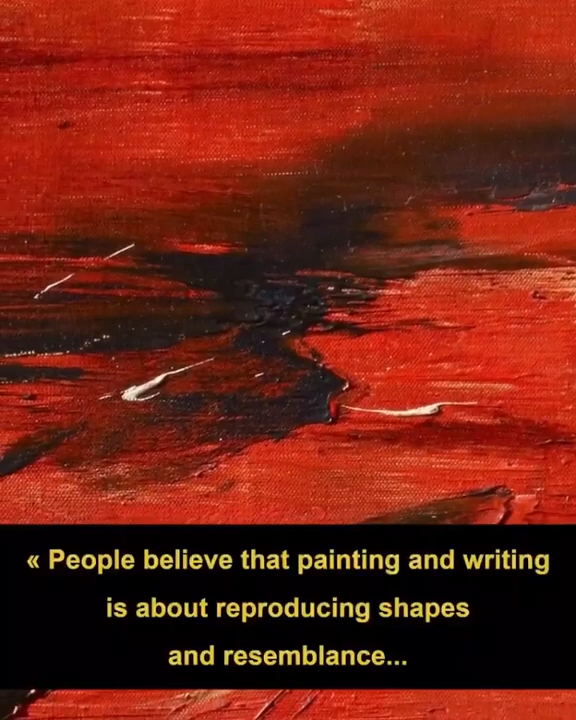 « People believe that painting and writing
is about reproducing shapes
and resemblance...